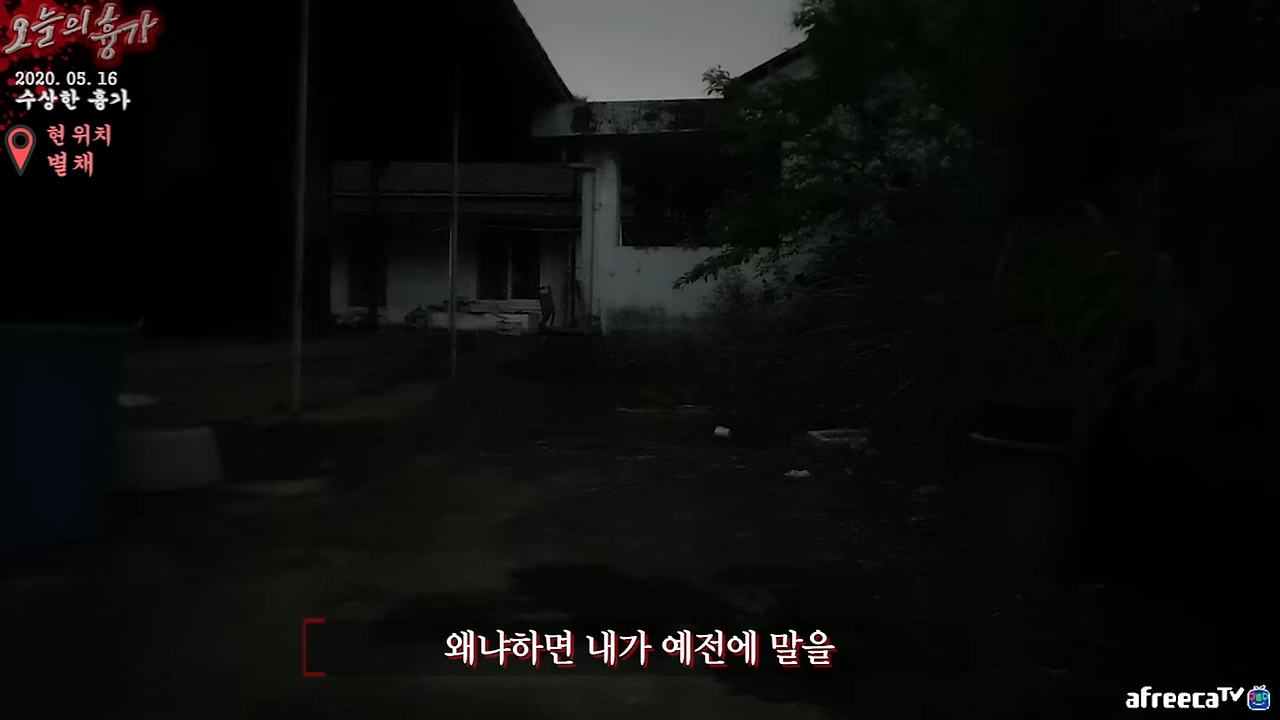 오늘의 흉가
2020. 05. 16
수상한 흉가
현 위치
별채
왜냐하면 내가 예전에 말을
afreecaTV